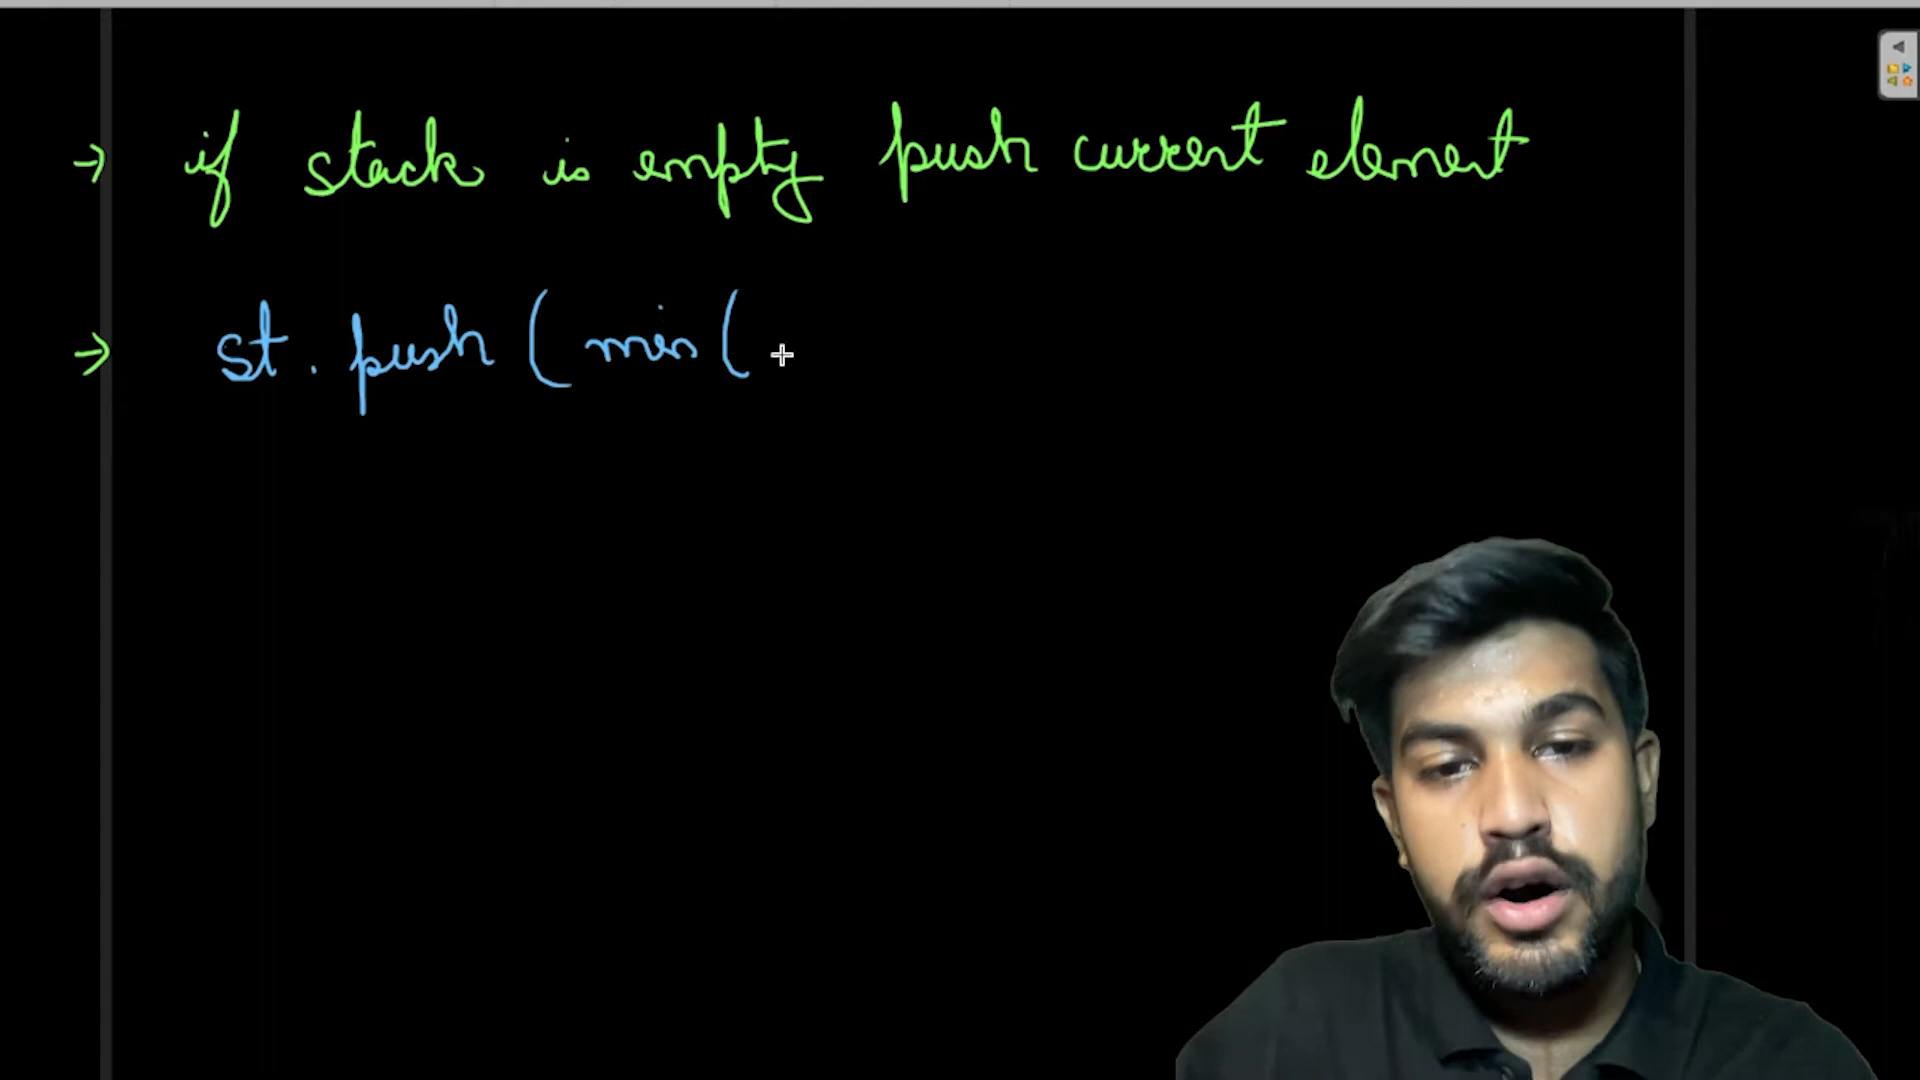 → if stack is empty push current element
→ st. push ( min (